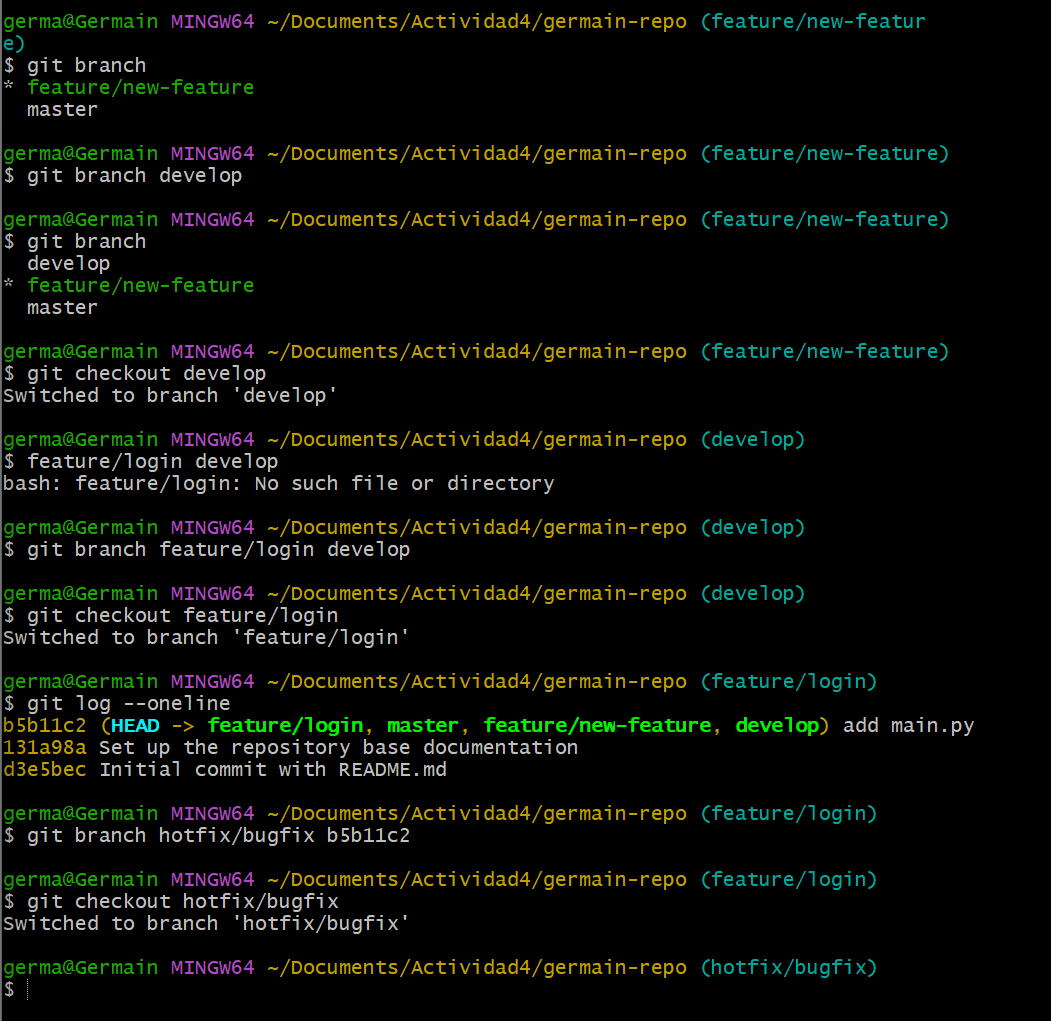 germa@Germain MINGW64 ~/Documents/Actividad4/germain-repo (feature/new-featur
e)
$ git branch
* feature/new-feature
  master

germa@Germain MINGW64 ~/Documents/Actividad4/germain-repo (feature/new-feature)
$ git branch develop

germa@Germain MINGW64 ~/Documents/Actividad4/germain-repo (feature/new-feature)
$ git branch
  develop
* feature/new-feature
  master

germa@Germain MINGW64 ~/Documents/Actividad4/germain-repo (feature/new-feature)
$ git checkout develop
Switched to branch 'develop'

germa@Germain MINGW64 ~/Documents/Actividad4/germain-repo (develop)
$ feature/login develop
bash: feature/login: No such file or directory

germa@Germain MINGW64 ~/Documents/Actividad4/germain-repo (develop)
$ git branch feature/login develop

germa@Germain MINGW64 ~/Documents/Actividad4/germain-repo (develop)
$ git checkout feature/login
Switched to branch 'feature/login'

germa@Germain MINGW64 ~/Documents/Actividad4/germain-repo (feature/login)
$ git log --oneline
b5b11c2 (HEAD -> feature/login, master, feature/new-feature, develop) add main.py
131a98a Set up the repository base documentation
d3e5bec Initial commit with README.md

germa@Germain MINGW64 ~/Documents/Actividad4/germain-repo (feature/login)
$ git branch hotfix/bugfix b5b11c2

germa@Germain MINGW64 ~/Documents/Actividad4/germain-repo (feature/login)
$ git checkout hotfix/bugfix
Switched to branch 'hotfix/bugfix'

germa@Germain MINGW64 ~/Documents/Actividad4/germain-repo (hotfix/bugfix)
$